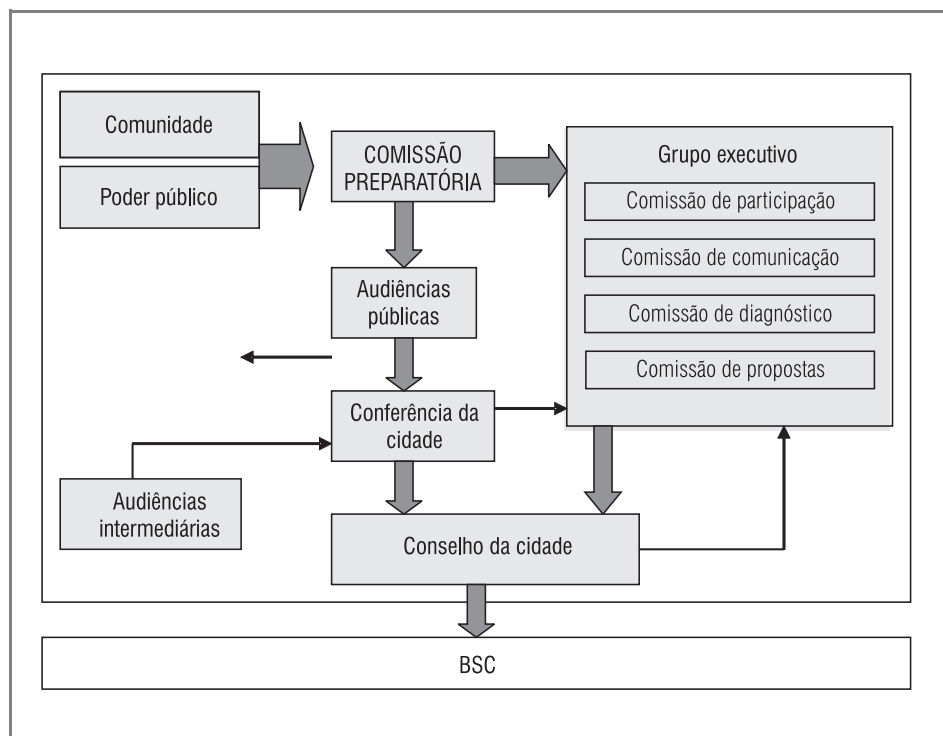 Comunidade
Poder público
COMISSÃO
PREPARATÓRIA
Grupo executivo
Comissão de participação
Comissão de comunicação
Comissão de diagnóstico
Comissão de propostas
Audiências
públicas
Conferência da
cidade
Audiências
intermediárias
Conselho da cidade
BSC